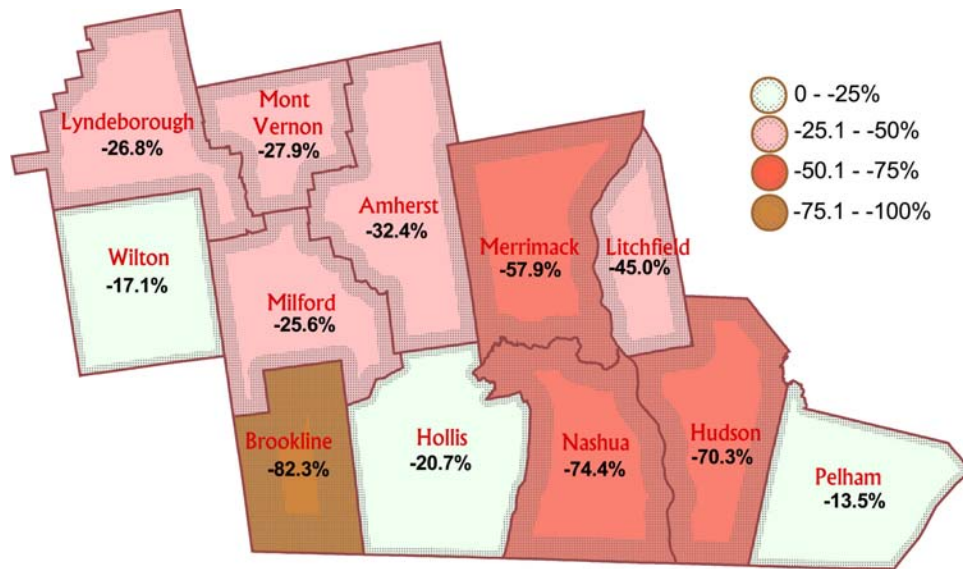 Lyndeborough
-26.8%
Mont
Vernon
-27.9%
Amherst
-32.4%
Wilton
-17.1%
Milford
-25.6%
Merrimack
-57.9%
Litchfield
-45.0%
Brookline
-82.3%
Hollis
-20.7%
Nashua
-74.4%
Hudson
-70.3%
Pelham
-13.5%
0 - -25%
-25.1 - -50%
-50.1 - -75%
-75.1 - -100%